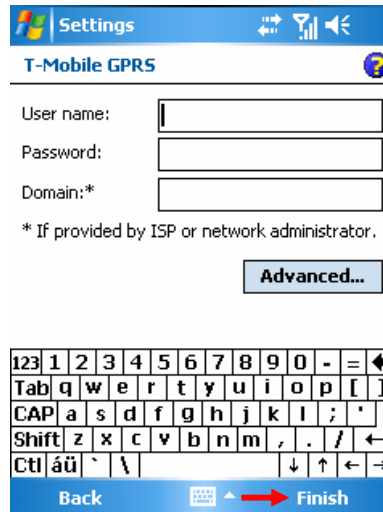 Settings
T-Mobile GPRS ?
User name:
Password:
Domain:*
* If provided by ISP or network administrator.
Advanced...
123 1 2 3 4 5 6 7 8 9 0 - =
Tab q w e r t y u i o p [ ]
CAP a s d f g h j k l ; '
Shift z x c v b n m , . / ←
Ctl áü ` \ ↓ ↑ ← →
Back Finish